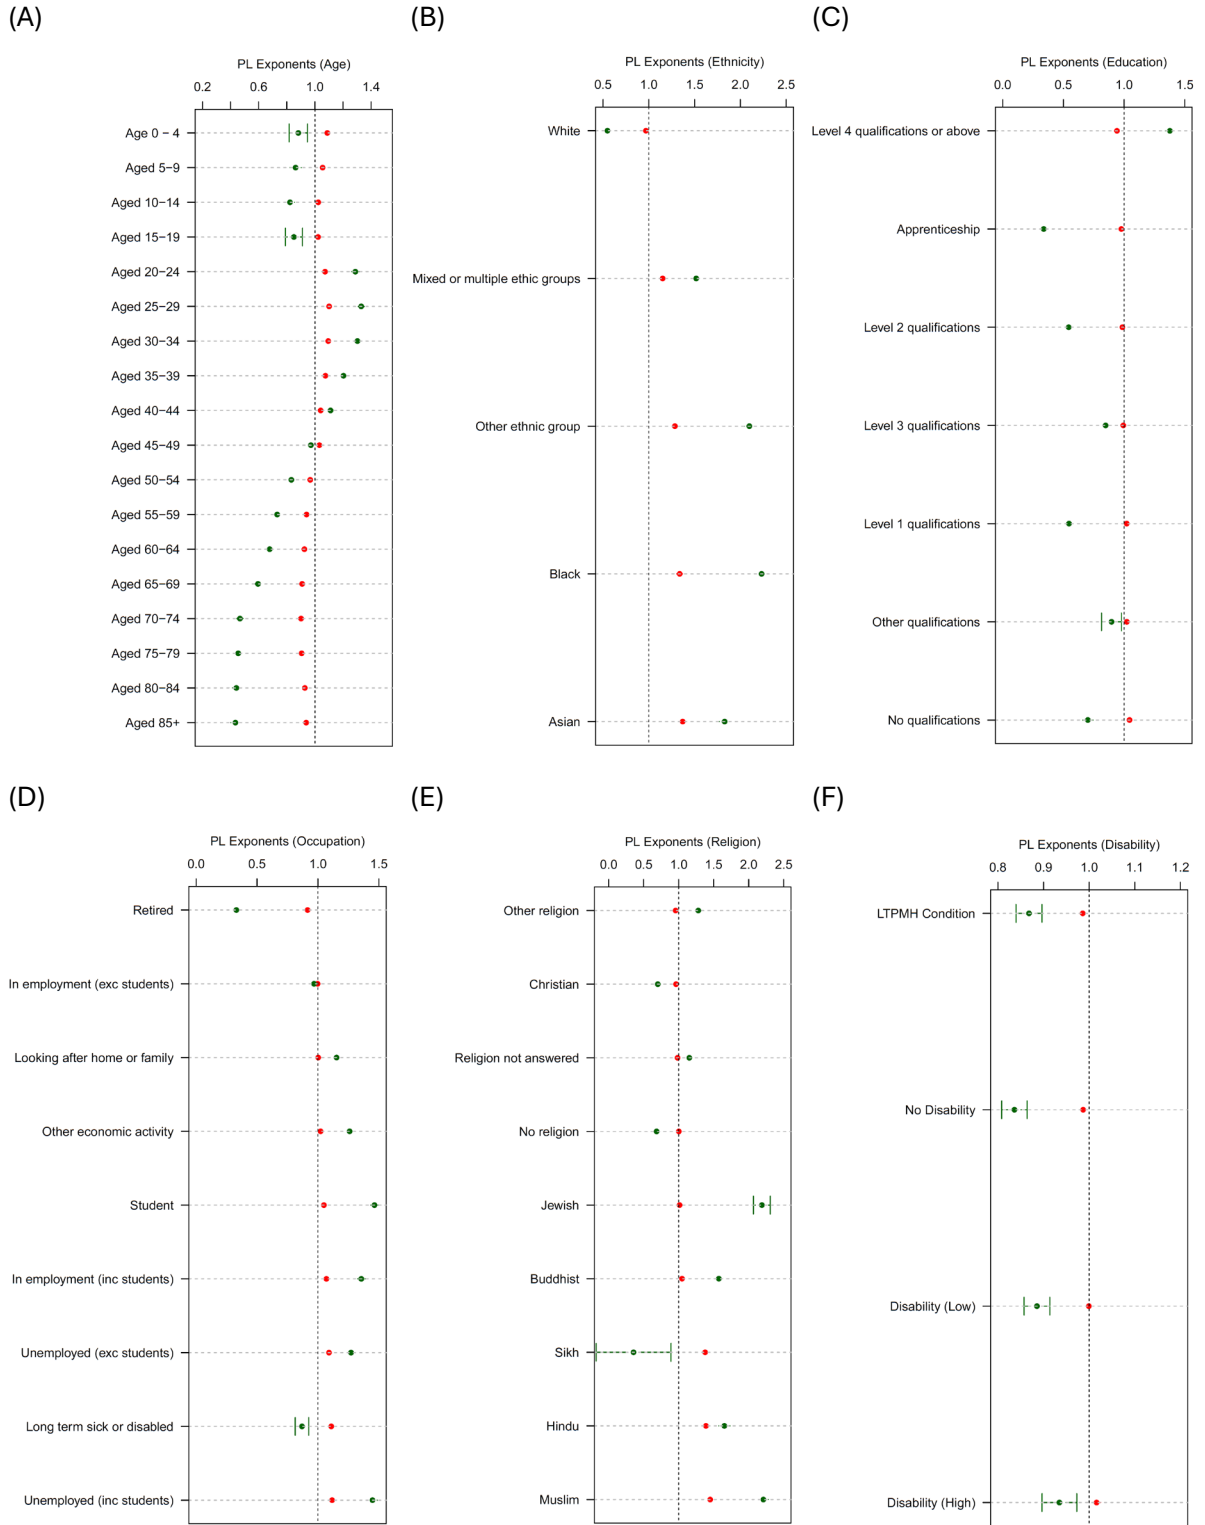 (A)
(B)
(C)
PL Exponents (Age)
0.2 0.6 1.0 1.4
Age 0 − 4
Aged 5−9
Aged 10−14
Aged 15−19
Aged 20−24
Aged 25−29
Aged 30−34
Aged 35−39
Aged 40−44
Aged 45−49
Aged 50−54
Aged 55−59
Aged 60−64
Aged 65−69
Aged 70−74
Aged 75−79
Aged 80−84
Aged 85+
PL Exponents (Ethnicity)
0.5 1.0 1.5 2.0 2.5
White
Mixed or multiple ethic groups
Other ethnic group
Black
Asian
PL Exponents (Education)
0.0 0.5 1.0 1.5
Level 4 qualifications or above
Apprenticeship
Level 2 qualifications
Level 3 qualifications
Level 1 qualifications
Other qualifications
No qualifications
(D)
(E)
(F)
PL Exponents (Occupation)
0.0 0.5 1.0 1.5
Retired
In employment (exc students)
Looking after home or family
Other economic activity
Student
In employment (inc students)
Unemployed (exc students)
Long term sick or disabled
Unemployed (inc students)
PL Exponents (Religion)
0.0 0.5 1.0 1.5 2.0 2.5
Other religion
Christian
Religion not answered
No religion
Jewish
Buddhist
Sikh
Hindu
Muslim
PL Exponents (Disability)
0.8 0.9 1.0 1.1 1.2
LTPMH Condition
No Disability
Disability (Low)
Disability (High)